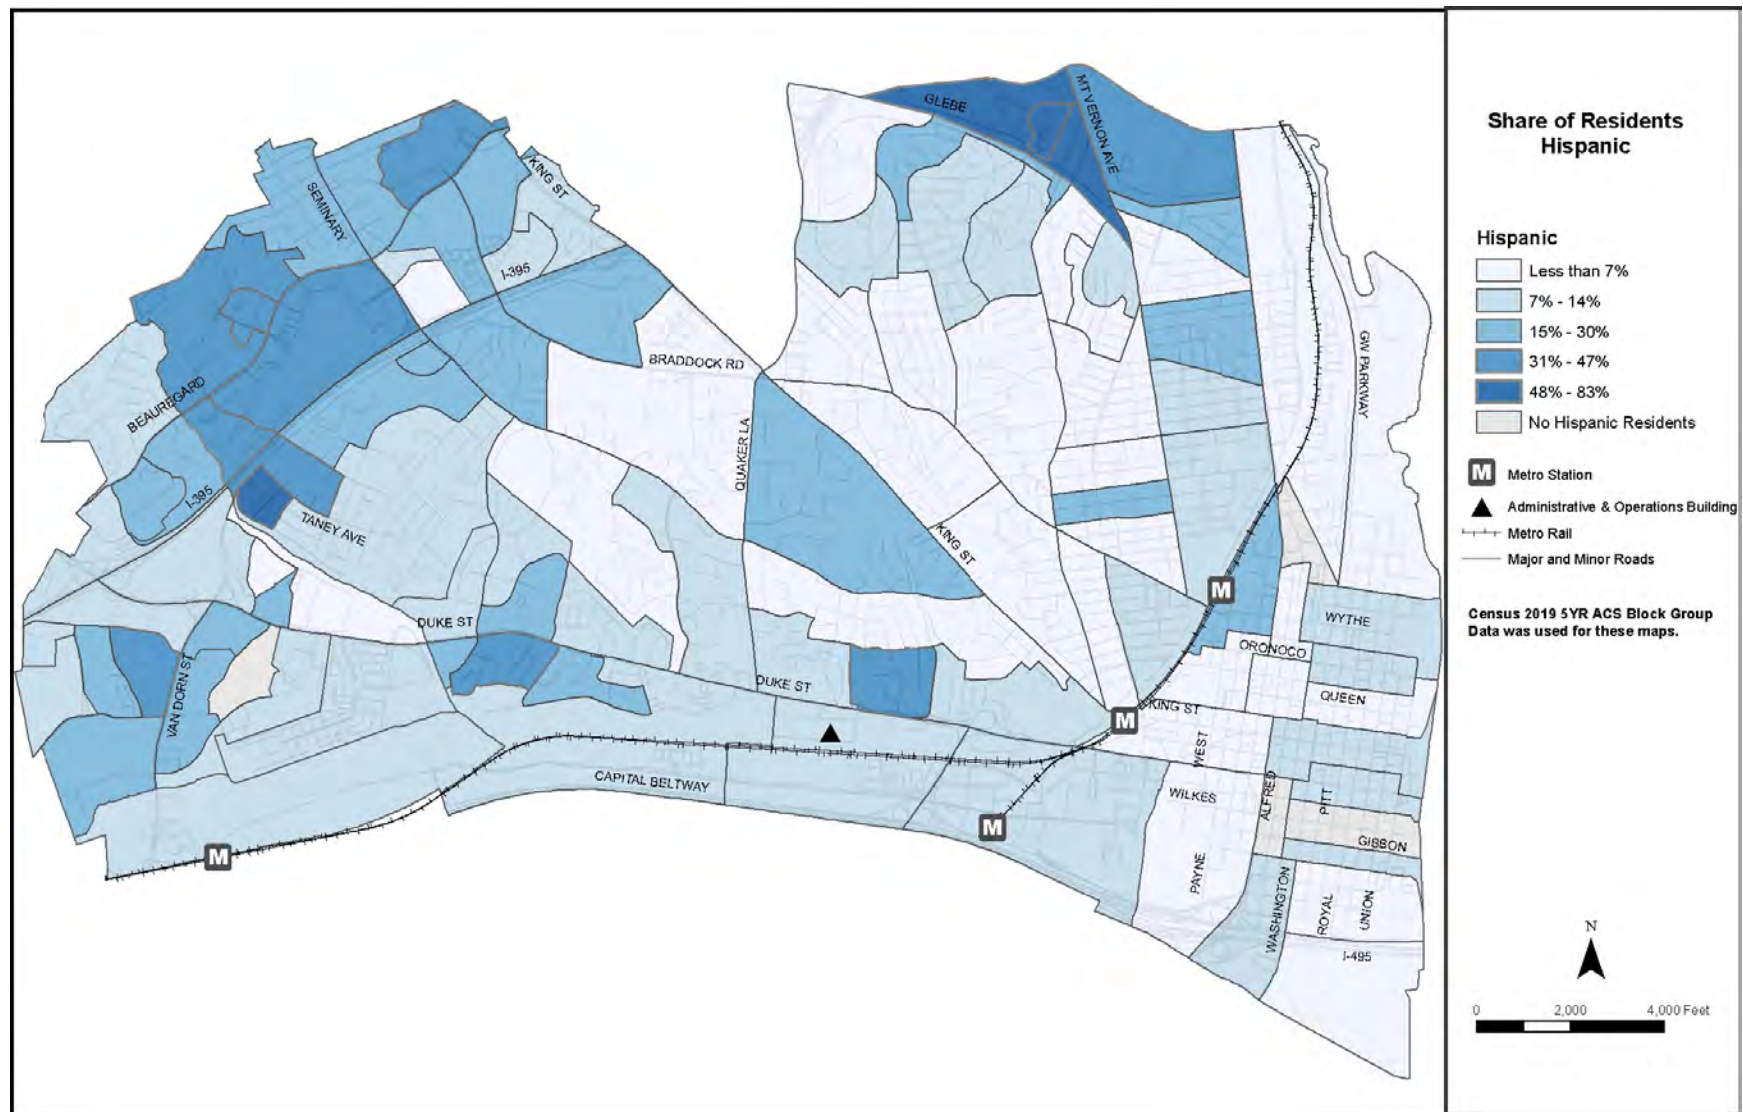 GLEBE
MT VERNON AVE
KING ST
SEMINARY
I-395
BRADDOCK RD
GW PARKWAY
BEAUREGARD
QUAKER LA
I-395
TANEY AVE
KING ST
DUKE ST
WYTHE
ORONOCO
VAN DORN ST
DUKE ST
QUEEN
KING ST
M
M
M
M
WEST
CAPITAL BELTWAY
WILKES
ALFRED
PITT
GIBBON
PAYNE
WASHINGTON
ROYAL
UNION
I-495
Share of Residents
Hispanic
Hispanic
Less than 7%
7% - 14%
15% - 30%
31% - 47%
48% - 83%
No Hispanic Residents
M Metro Station
Administrative & Operations Building
Metro Rail
Major and Minor Roads
Census 2019 5YR ACS Block Group
Data was used for these maps.
N
0 2,000 4,000 Feet